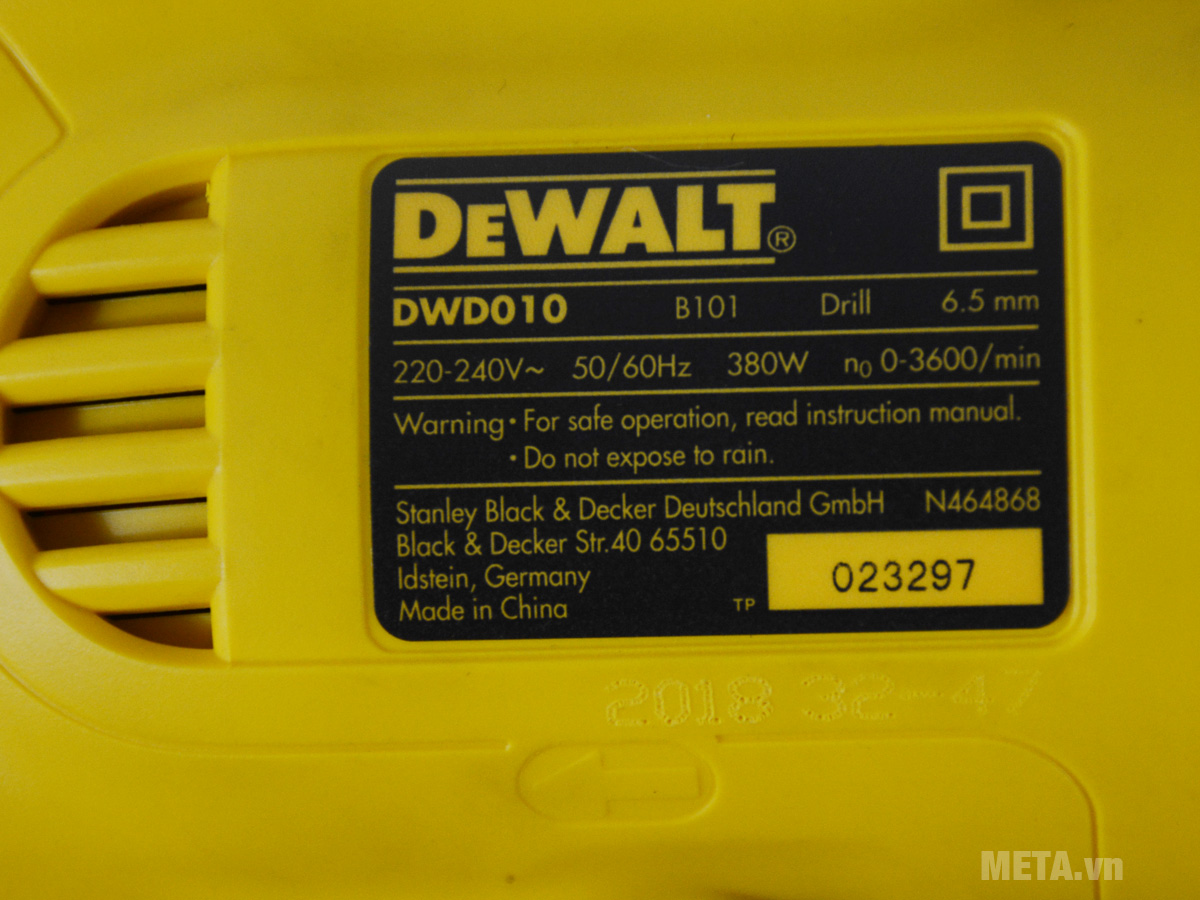 DEWALT®
DWD010 B101 Drill 6.5 mm
220-240V~ 50/60Hz 380W n₀ 0-3600/min
Warning • For safe operation, read instruction manual.
• Do not expose to rain.
Stanley Black & Decker Deutschland GmbH N464868
Black & Decker Str.40 65510
Idstein, Germany
Made in China TP 023297
2018 32-47
META.vn